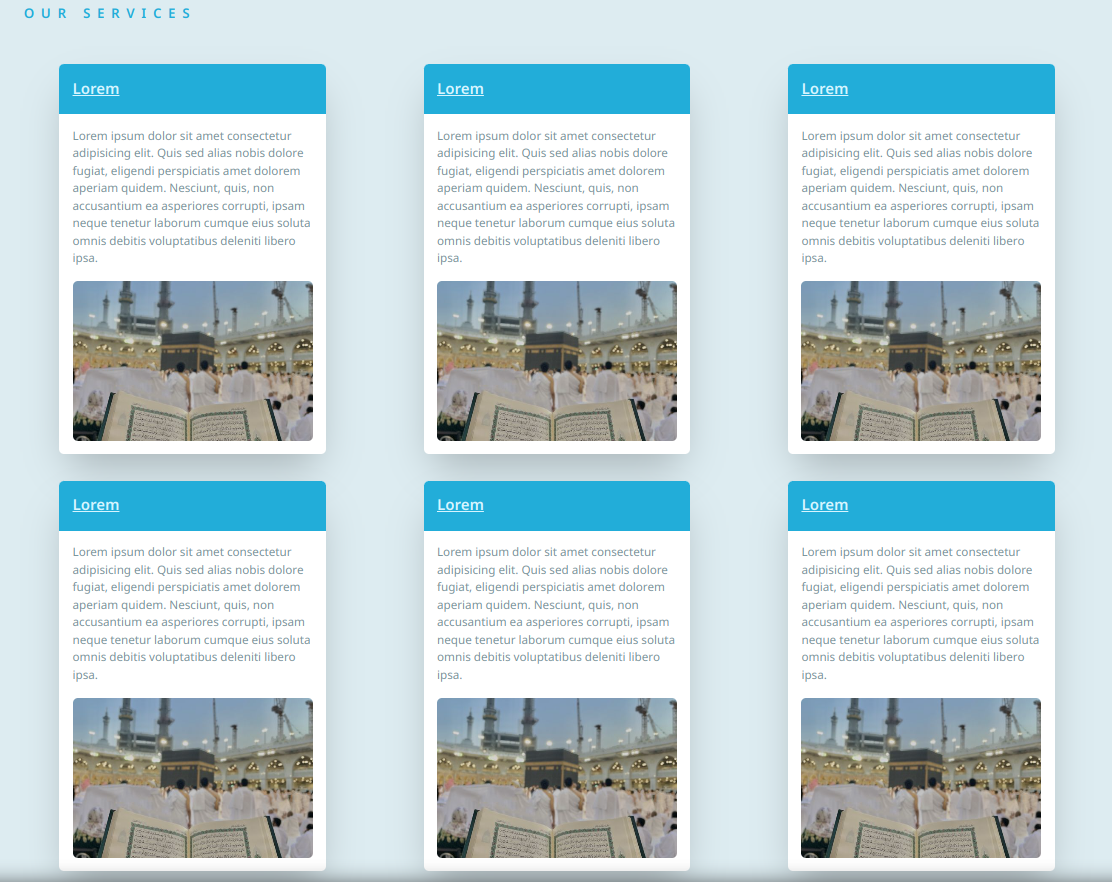 OUR SERVICES
Lorem
Lorem ipsum dolor sit amet consectetur
adipisicing elit. Quis sed alias nobis dolore
fugiat, eligendi perspiciatis amet dolorem
aperiam quidem. Nesciunt, quis, non
accusantium ea asperiores corrupti, ipsam
neque tenetur laborum cumque eius soluta
omnis debitis voluptatibus deleniti libero
ipsa.
Lorem
Lorem ipsum dolor sit amet consectetur
adipisicing elit. Quis sed alias nobis dolore
fugiat, eligendi perspiciatis amet dolorem
aperiam quidem. Nesciunt, quis, non
accusantium ea asperiores corrupti, ipsam
neque tenetur laborum cumque eius soluta
omnis debitis voluptatibus deleniti libero
ipsa.
Lorem
Lorem ipsum dolor sit amet consectetur
adipisicing elit. Quis sed alias nobis dolore
fugiat, eligendi perspiciatis amet dolorem
aperiam quidem. Nesciunt, quis, non
accusantium ea asperiores corrupti, ipsam
neque tenetur laborum cumque eius soluta
omnis debitis voluptatibus deleniti libero
ipsa.
Lorem
Lorem ipsum dolor sit amet consectetur
adipisicing elit. Quis sed alias nobis dolore
fugiat, eligendi perspiciatis amet dolorem
aperiam quidem. Nesciunt, quis, non
accusantium ea asperiores corrupti, ipsam
neque tenetur laborum cumque eius soluta
omnis debitis voluptatibus deleniti libero
ipsa.
Lorem
Lorem ipsum dolor sit amet consectetur
adipisicing elit. Quis sed alias nobis dolore
fugiat, eligendi perspiciatis amet dolorem
aperiam quidem. Nesciunt, quis, non
accusantium ea asperiores corrupti, ipsam
neque tenetur laborum cumque eius soluta
omnis debitis voluptatibus deleniti libero
ipsa.
Lorem
Lorem ipsum dolor sit amet consectetur
adipisicing elit. Quis sed alias nobis dolore
fugiat, eligendi perspiciatis amet dolorem
aperiam quidem. Nesciunt, quis, non
accusantium ea asperiores corrupti, ipsam
neque tenetur laborum cumque eius soluta
omnis debitis voluptatibus deleniti libero
ipsa.